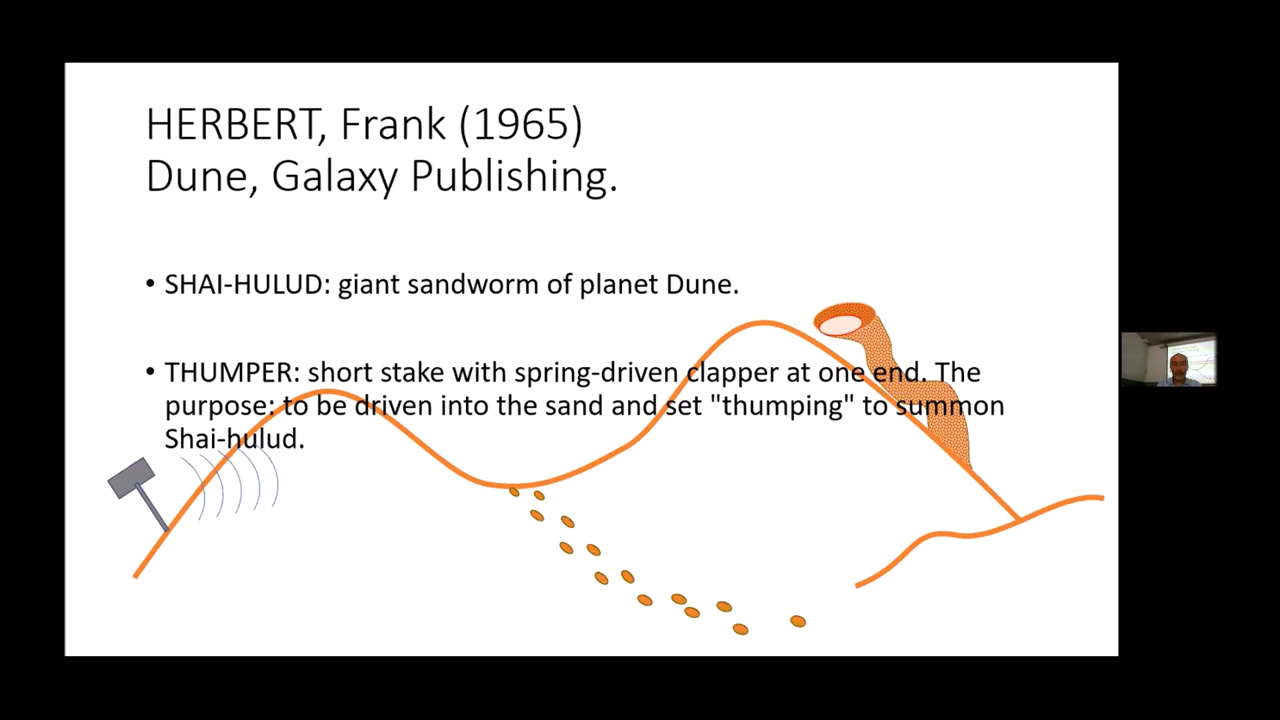 HERBERT, Frank (1965)
Dune, Galaxy Publishing.
• SHAI-HULUD: giant sandworm of planet Dune.
• THUMPER: short stake with spring-driven clapper at one end. The
purpose: to be driven into the sand and set "thumping" to summon
Shai-hulud.